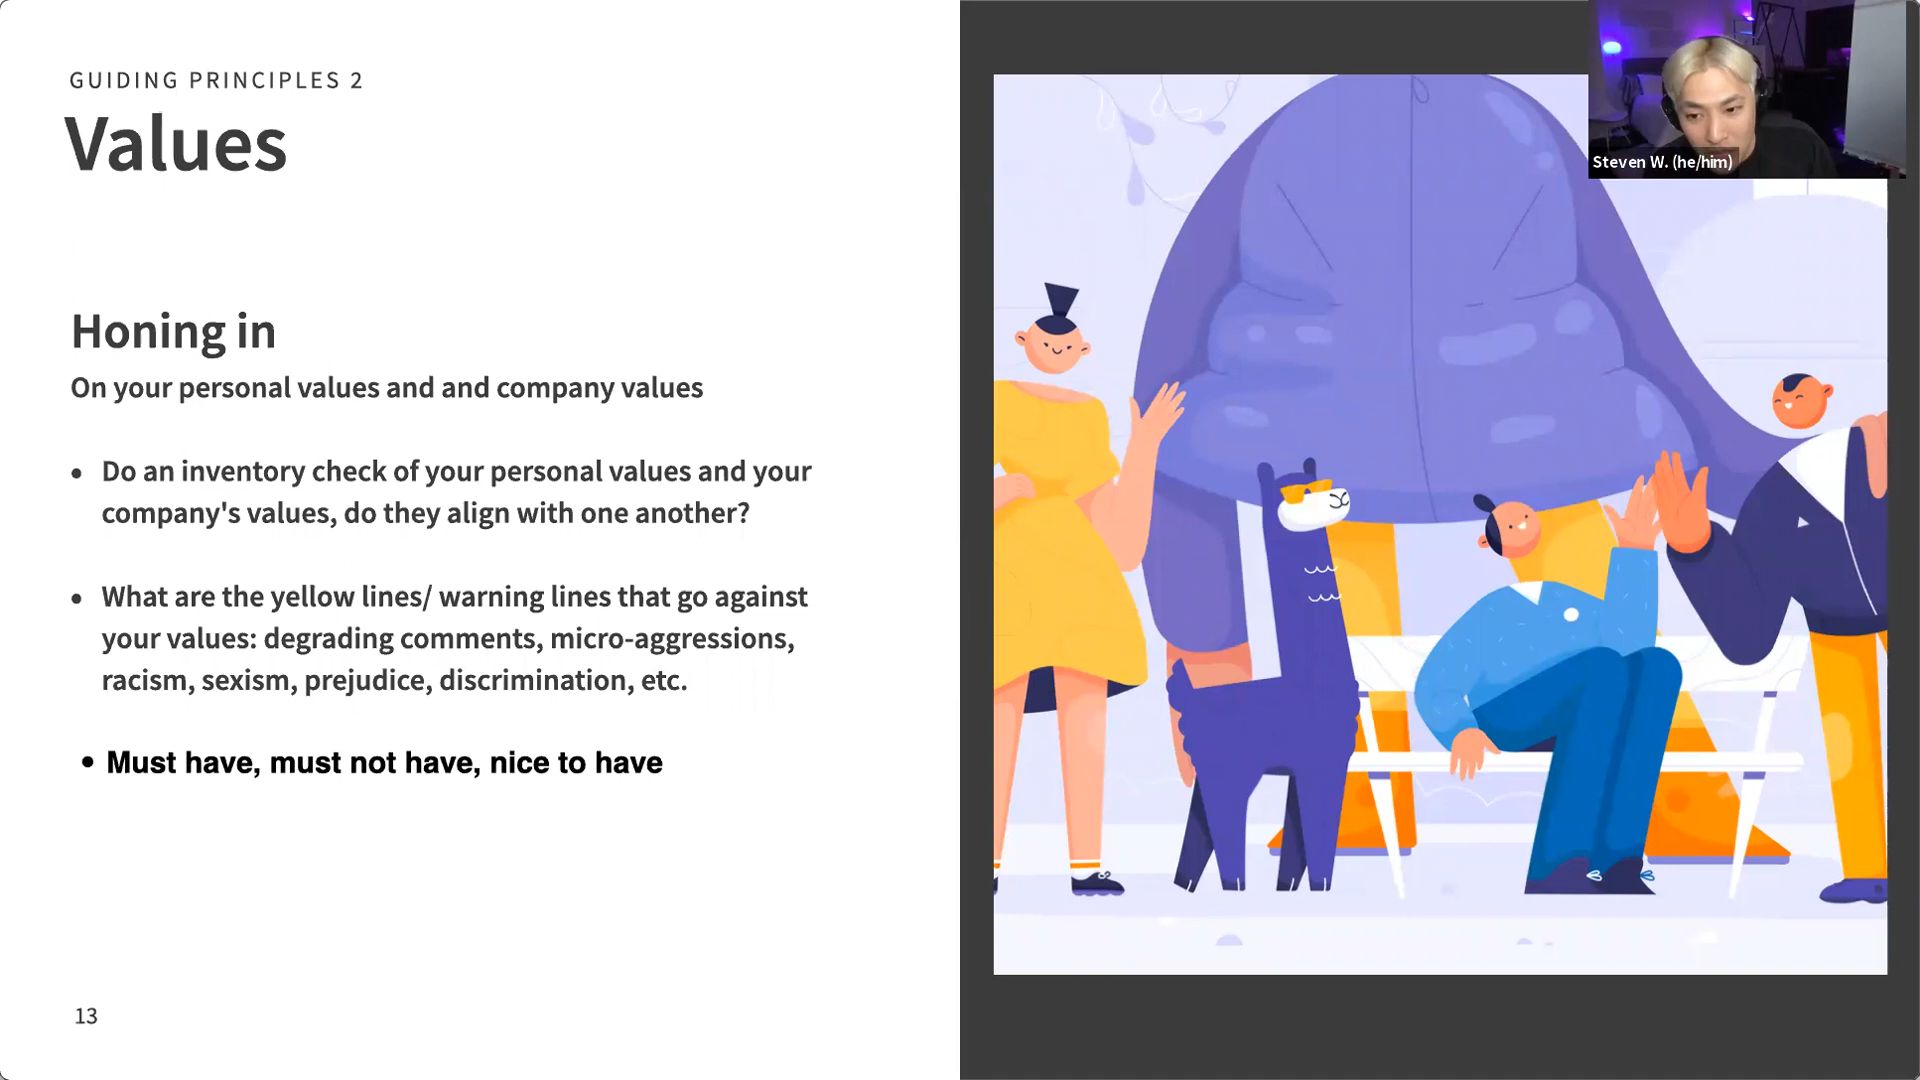 GUIDING PRINCIPLES 2
Values
Honing in
On your personal values and and company values
• Do an inventory check of your personal values and your
company's values, do they align with one another?
• What are the yellow lines/ warning lines that go against
your values: degrading comments, micro-aggressions,
racism, sexism, prejudice, discrimination, etc.
• Must have, must not have, nice to have
13
Steven W. (he/him)